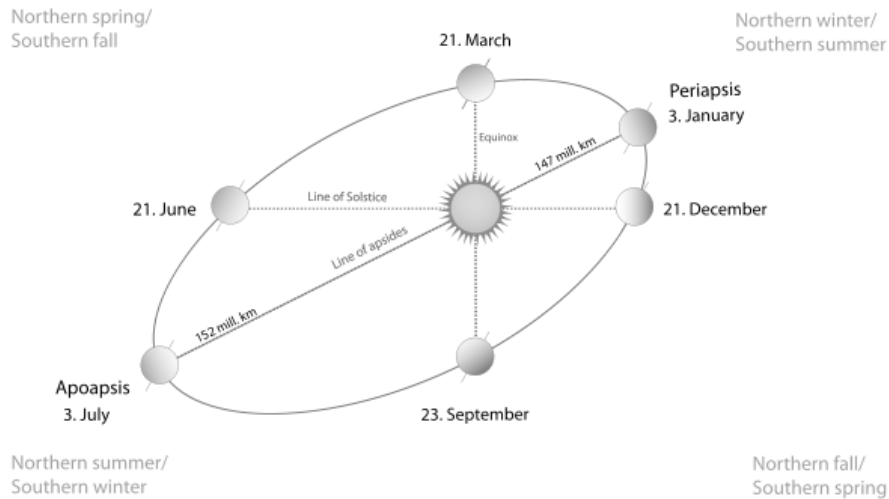 Northern spring/
Southern fall
21. March
Northern winter/
Southern summer
Periapsis
3. January
Equinox
147 mill. km
21. June
Line of Solstice
21. December
Line of apsides
152 mill. km
Apoapsis
3. July
23. September
Northern summer/
Southern winter
Northern fall/
Southern spring